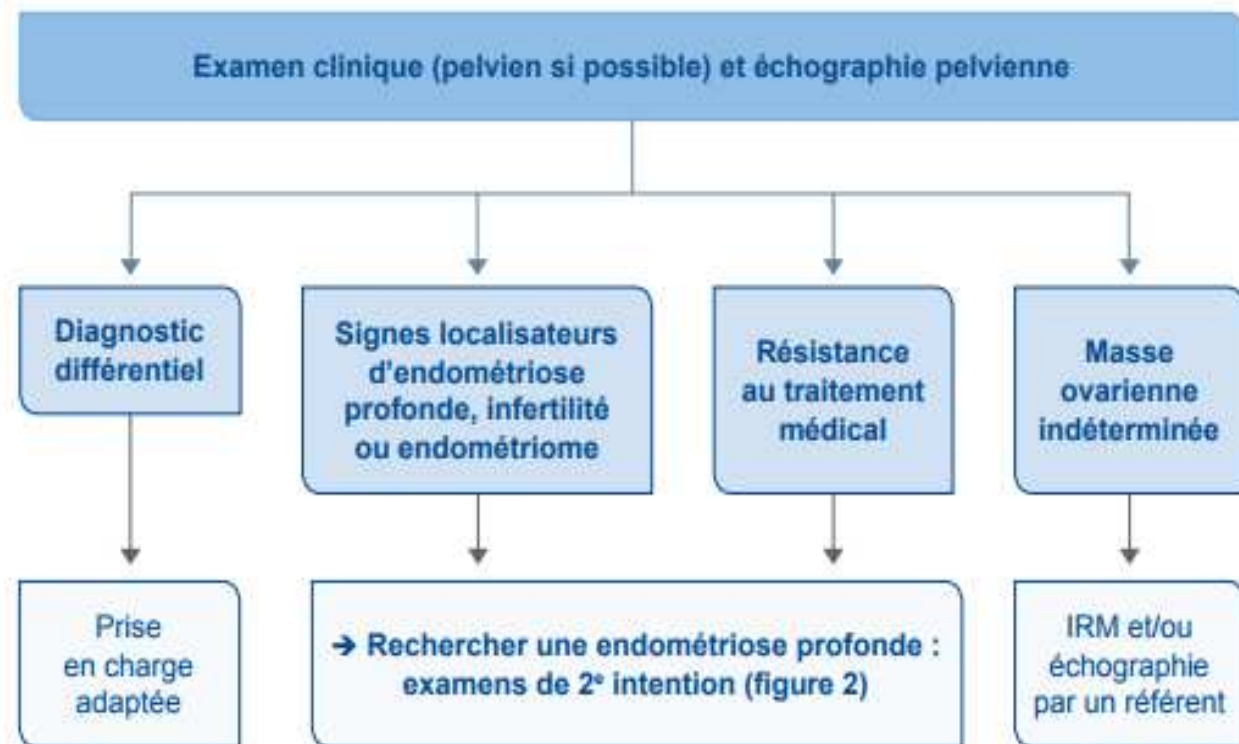 Examen clinique (pelvien si possible) et échographie pelvienne
Diagnostic
différentiel
Signes localisateurs
d'endométriose
profonde, infertilité
ou endométriome
Résistance
au traitement
médical
Masse
ovarienne
indéterminée
Prise
en charge
adaptée
➔ Rechercher une endométriose profonde :
examens de 2ᵉ intention (figure 2)
IRM et/ou
échographie
par un référent